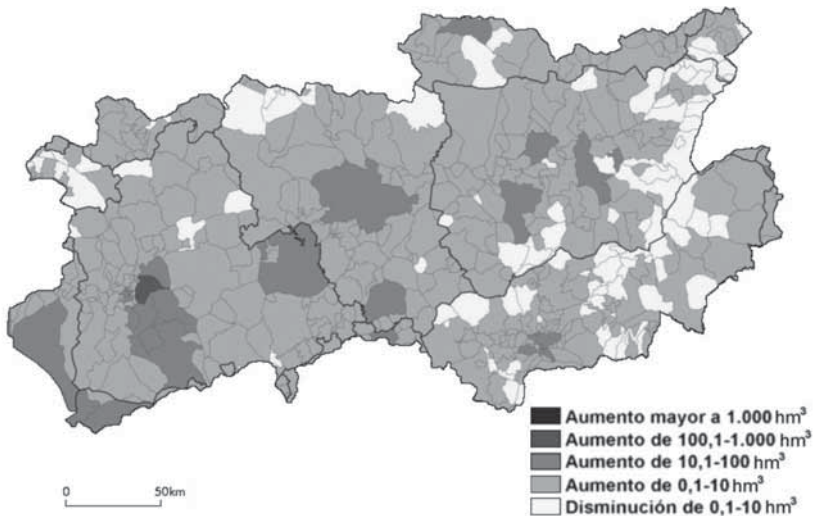 Aumento mayor a 1.000 hm³
Aumento de 100,1-1.000 hm³
Aumento de 10,1-100 hm³
Aumento de 0,1-10 hm³
Disminución de 0,1-10 hm³
0 50km